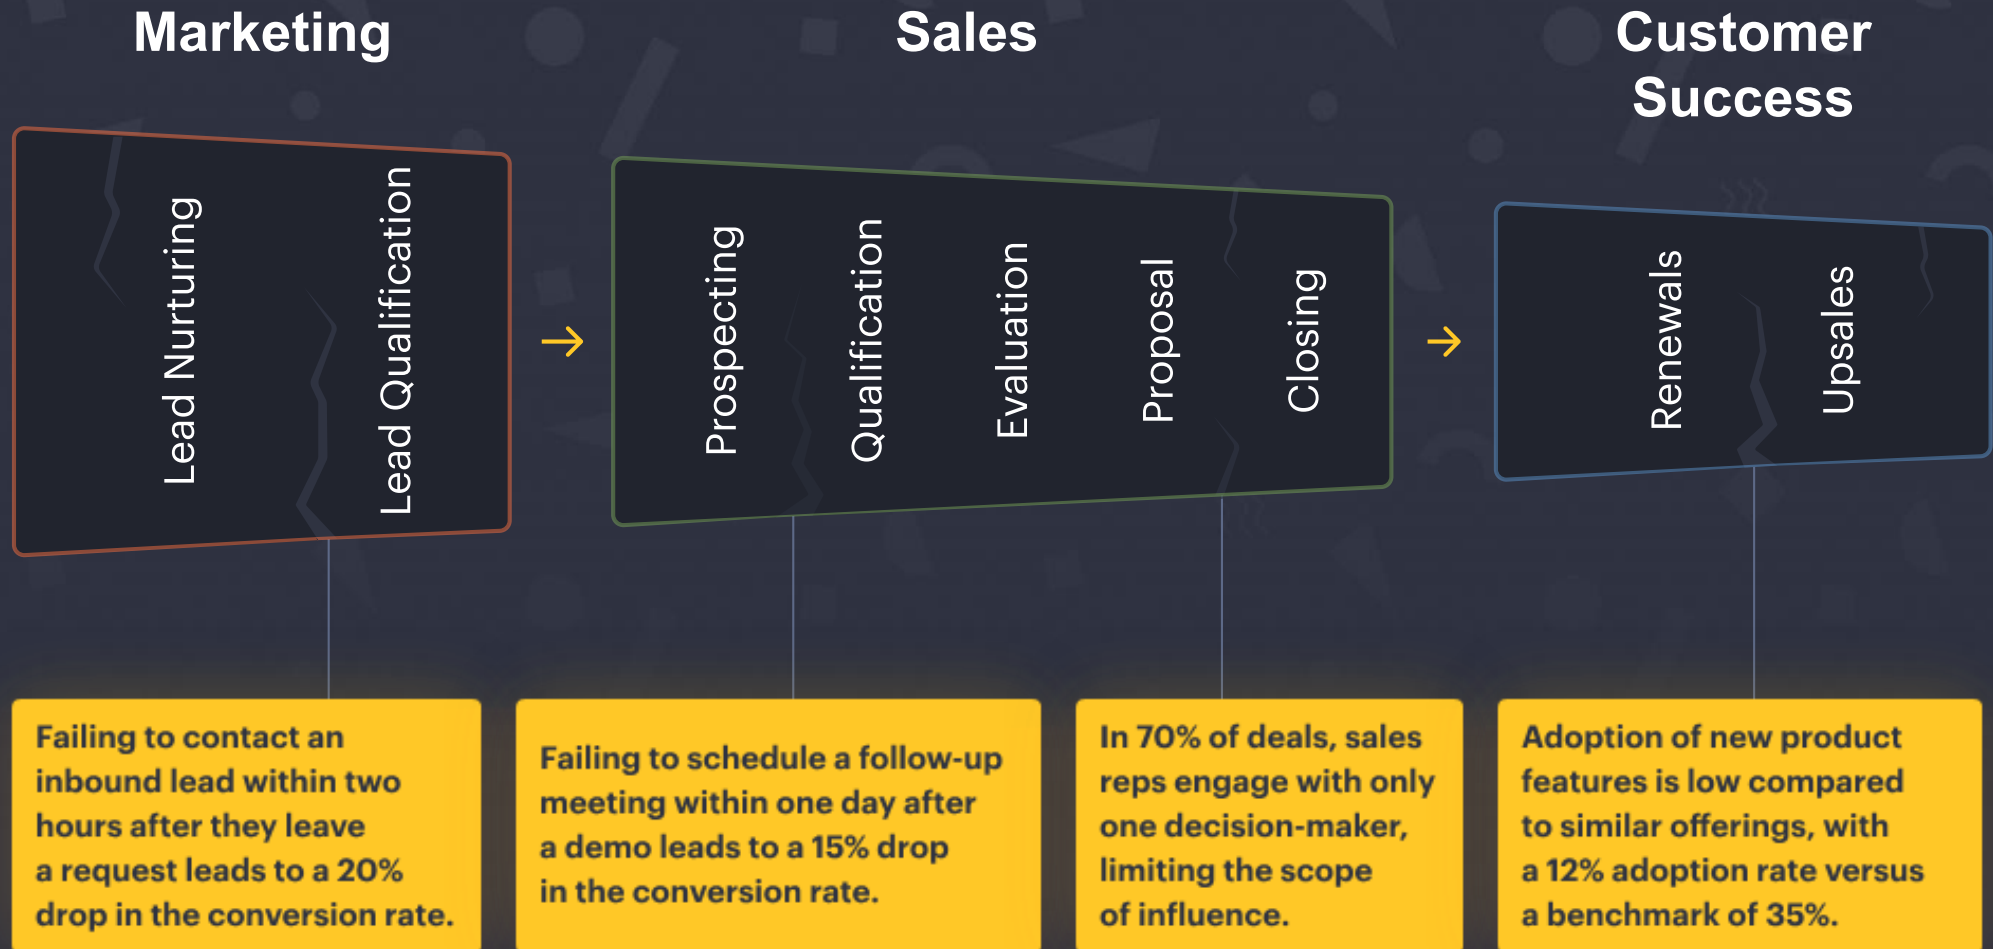 Marketing
Sales
Customer
Success
Lead Nurturing
Lead Qualification
Prospecting
Qualification
Evaluation
Proposal
Closing
Renewals
Upsales
Failing to contact an
inbound lead within two
hours after they leave
a request leads to a 20%
drop in the conversion rate.
Failing to schedule a follow-up
meeting within one day after
a demo leads to a 15% drop
in the conversion rate.
In 70% of deals, sales
reps engage with only
one decision-maker,
limiting the scope
of influence.
Adoption of new product
features is low compared
to similar offerings, with
a 12% adoption rate versus
a benchmark of 35%.